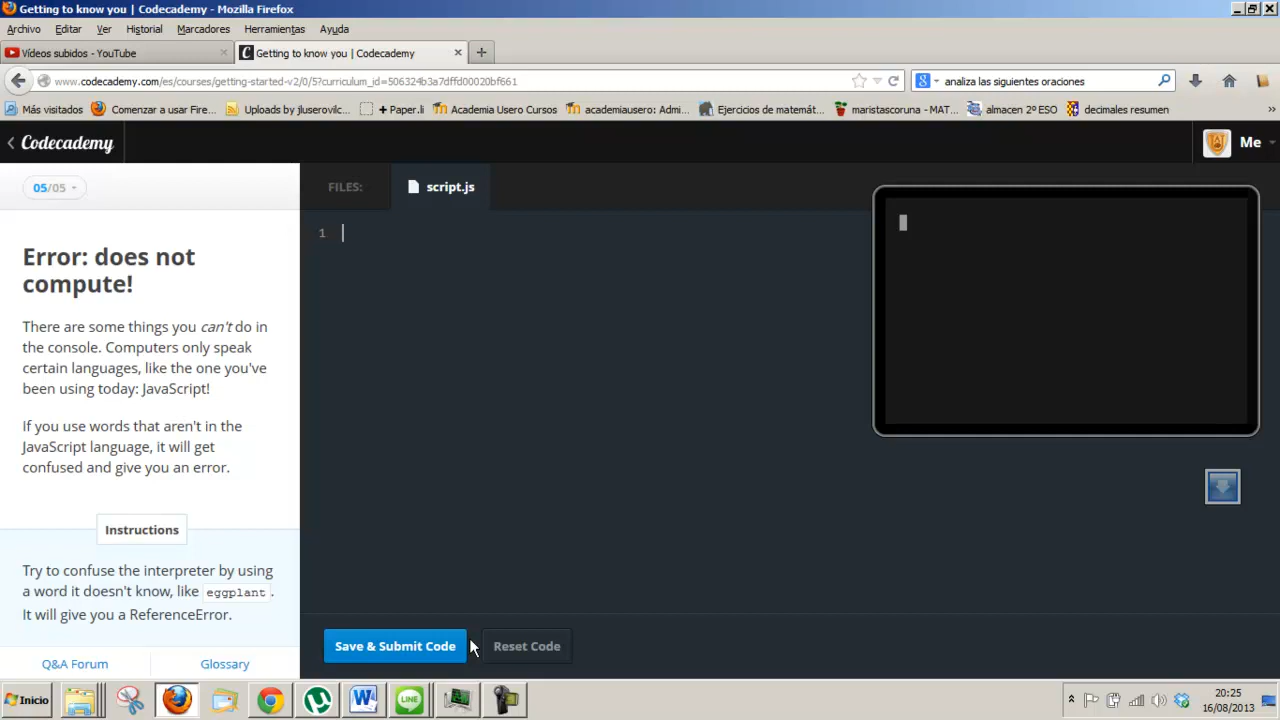 Getting to know you | Codecademy - Mozilla Firefox
Archivo Editar Ver Historial Marcadores Herramientas Ayuda
Vídeos subidos - YouTube
Getting to know you | Codecademy
www.codecademy.com/es/courses/getting-started-v2/0/5?curriculum_id=506324b3a7dffd00020bf661
analiza las siguientes oraciones
Más visitados Comenzar a usar Fire... Uploads by jluserovilc... + Paper.li Academia Usero Cursos academiausero: Admi... Ejercicios de matemát... maristascoruna - MAT... almacen 2º ESO decimales resumen
Codecademy
Me
05/05
FILES:
script.js
1
Error: does not
compute!
There are some things you can't do in
the console. Computers only speak
certain languages, like the one you've
been using today: JavaScript!
If you use words that aren't in the
JavaScript language, it will get
confused and give you an error.
Instructions
Try to confuse the interpreter by using
a word it doesn't know, like eggplant.
It will give you a ReferenceError.
Q&A Forum
Glossary
Save & Submit Code
Reset Code
Inicio
LINE
20:25
16/08/2013